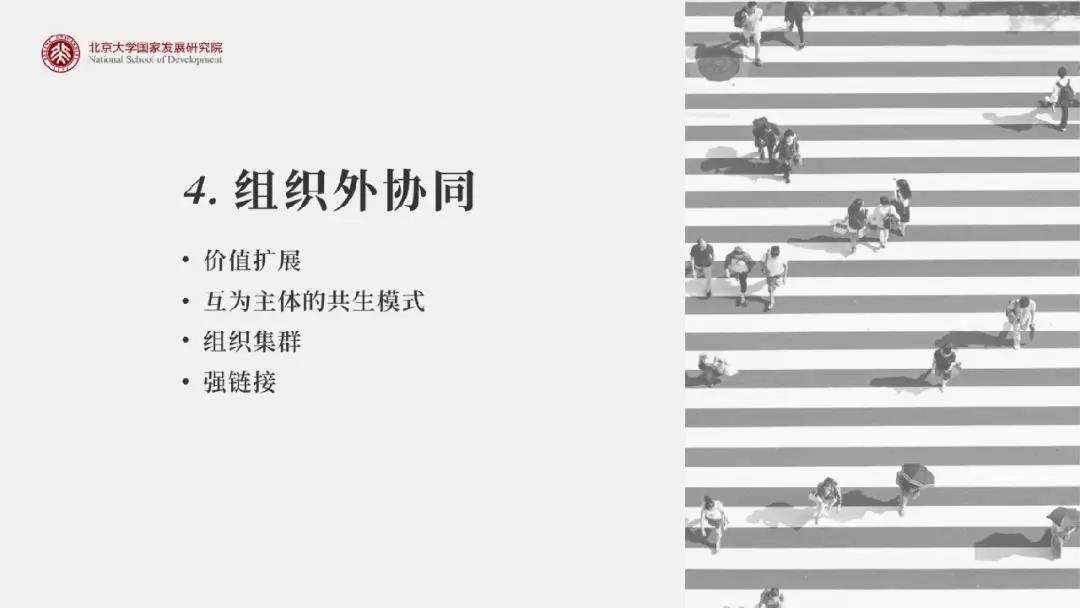 北京大学国家发展研究院
National School of Development
4. 组织外协同
• 价值扩展
• 互为主体的共生模式
• 组织集群
• 强链接